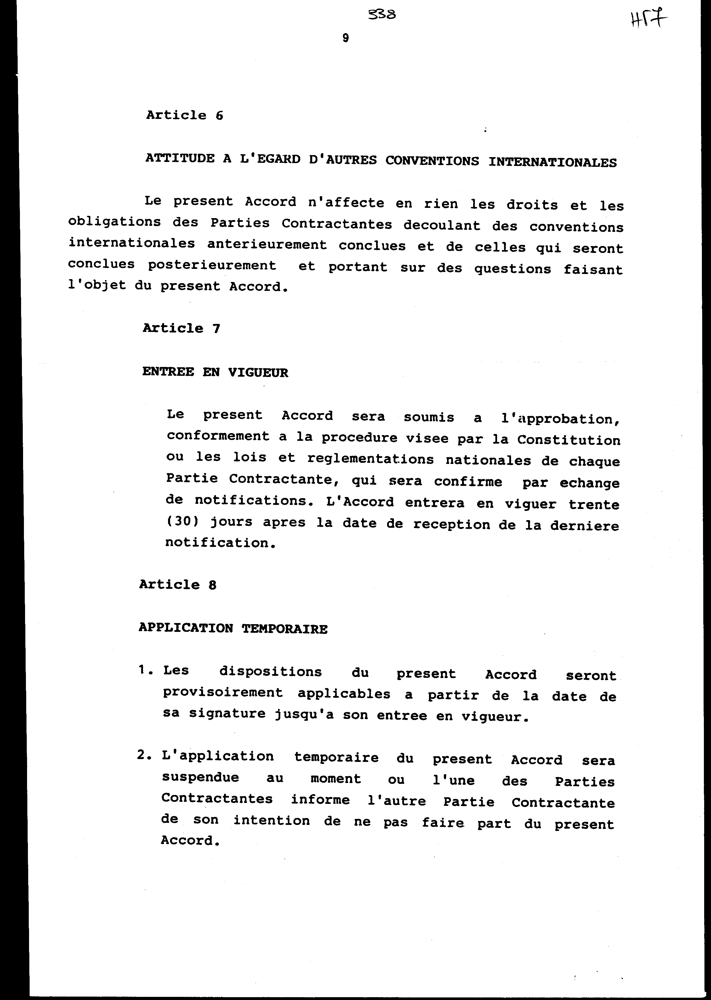 338
9
Article 6
ATTITUDE A L'EGARD D'AUTRES CONVENTIONS INTERNATIONALES
Le present Accord n'affecte en rien les droits et les
obligations des Parties Contractantes decoulant des conventions
internationales anterieurement conclues et de celles qui seront
conclues posterieurement et portant sur des questions faisant
l'objet du present Accord.
Article 7
ENTREE EN VIGUEUR
Le present Accord sera soumis a l'approbation,
conformement a la procedure visee par la Constitution
ou les lois et reglementations nationales de chaque
Partie Contractante, qui sera confirme par echange
de notifications. L'Accord entrera en viguer trente
(30) jours apres la date de reception de la derniere
notification.
Article 8
APPLICATION TEMPORAIRE
1. Les dispositions du present Accord seront
provisoirement applicables a partir de la date de
sa signature jusqu'a son entree en vigueur.
2. L'application temporaire du present Accord sera
suspendue au moment ou l'une des Parties
Contractantes informe l'autre Partie Contractante
de son intention de ne pas faire part du present
Accord.